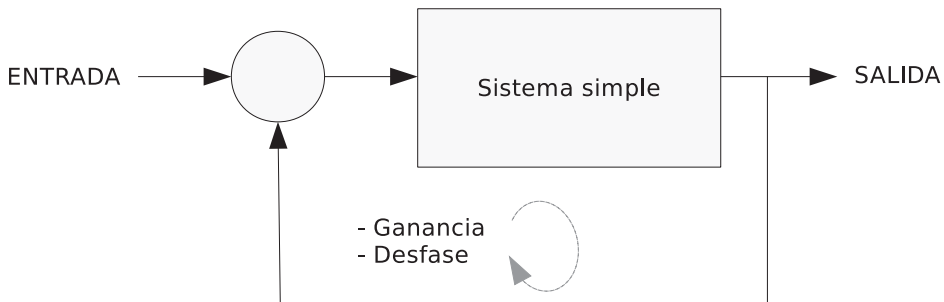 ENTRADA
Sistema simple
SALIDA
- Ganancia
- Desfase